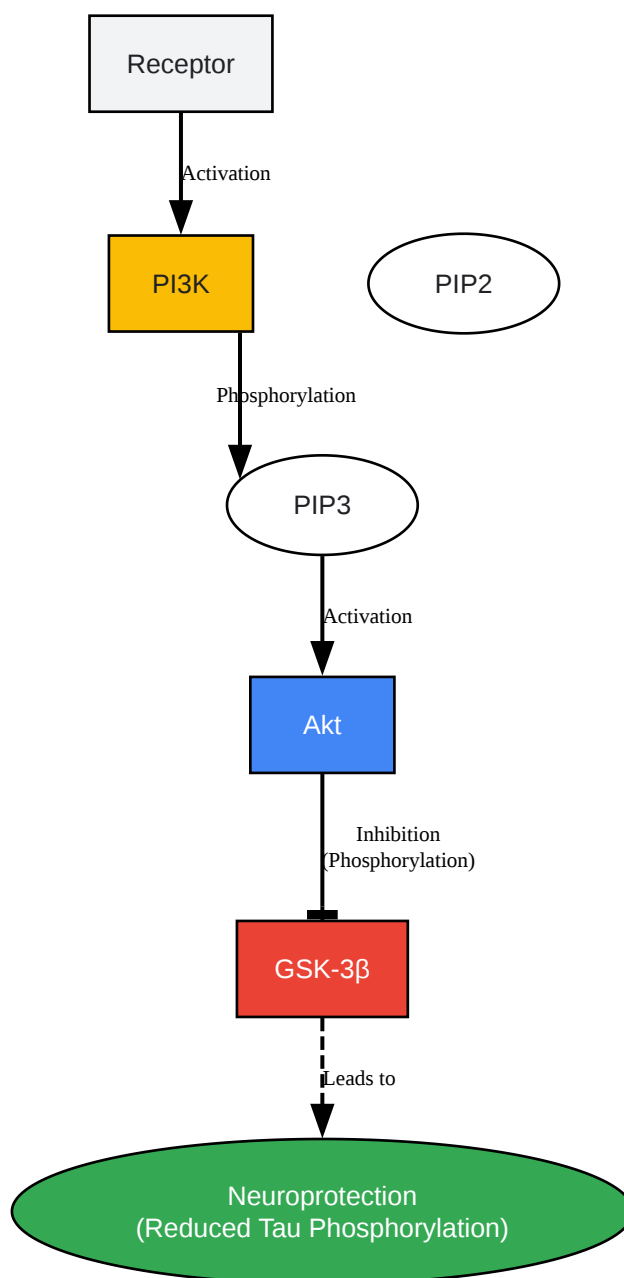 Receptor
Activation
PI3K
PIP2
Phosphorylation
PIP3
Activation
Akt
Inhibition
(Phosphorylation)
GSK-3β
Leads to
Neuroprotection
(Reduced Tau Phosphorylation)